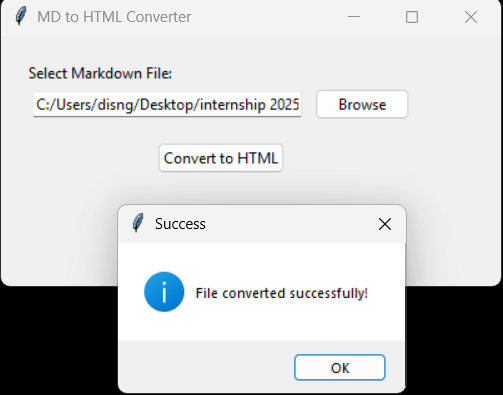 MD to HTML Converter
Select Markdown File:
C:/Users/disng/Desktop/internship 2025
Browse
Convert to HTML
Success
File converted successfully!
OK